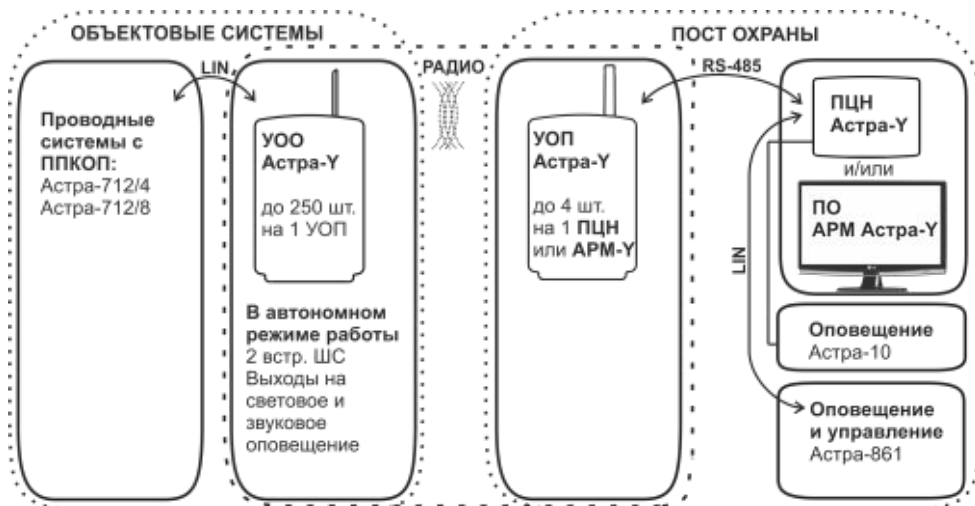 ОБЪЕКТОВЫЕ СИСТЕМЫ
ПОСТ ОХРАНЫ
LIN
РАДИО
RS-485
Проводные
системы с
ППКОП:
Астра-712/4
Астра-712/8
УОО
Астра-Y
до 250 шт.
на 1 УОП
В автономном
режиме работы
2 встр. ШС
Выходы на
световое и
звуковое
оповещение
УОП
Астра-Y
до 4 шт.
на 1 ПЦН
или АРМ-Y
ПЦН
Астра-Y
и/или
ПО
АРМ Астра-Y
LIN
Оповещение
Астра-10
Оповещение
и управление
Астра-861